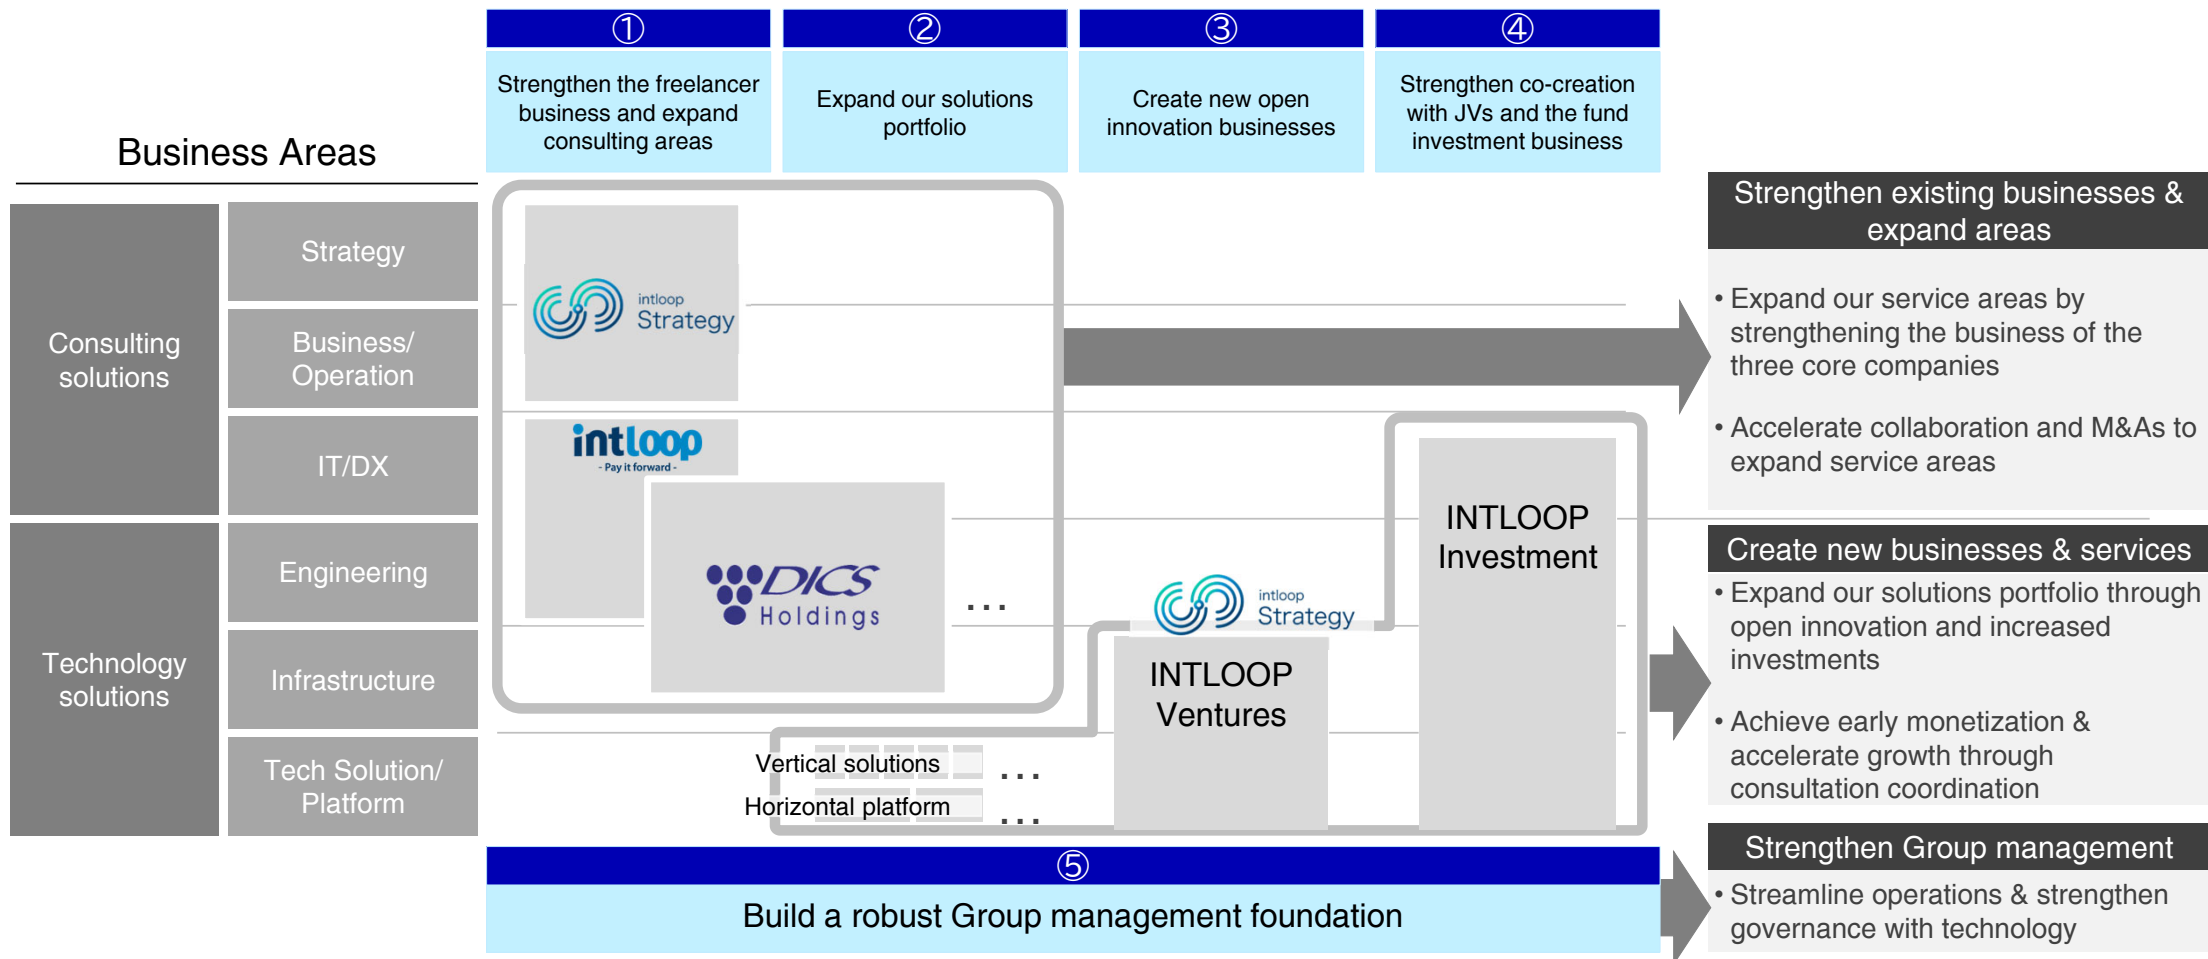 ①
②
③
④
Strengthen the freelancer
business and expand
consulting areas
Expand our solutions
portfolio
Create new open
innovation businesses
Strengthen co-creation
with JVs and the fund
investment business
Business Areas
Consulting
solutions
Strategy
Business/
Operation
IT/DX
Technology
solutions
Engineering
Infrastructure
Tech Solution/
Platform
intloop
Strategy
intloop
- Pay it forward -
DICS
Holdings
...
Vertical solutions
...
Horizontal platform
...
intloop
Strategy
INTLOOP
Ventures
INTLOOP
Investment
Strengthen existing businesses &
expand areas
• Expand our service areas by
strengthening the business of the
three core companies
• Accelerate collaboration and M&As to
expand service areas
Create new businesses & services
• Expand our solutions portfolio through
open innovation and increased
investments
• Achieve early monetization &
accelerate growth through
consultation coordination
⑤
Build a robust Group management foundation
Strengthen Group management
• Streamline operations & strengthen
governance with technology